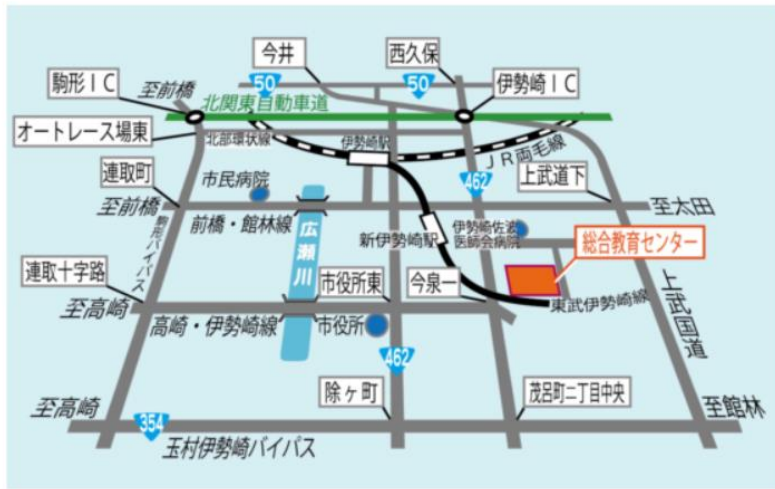 今井
西久保
駒形IC
50
50
伊勢崎IC
至前橋
北関東自動車道
オートレース場東
北部環状線
伊勢崎駅
JR両毛線
連取町
市民病院
462
上武道下
至前橋
前橋・館林線
至太田
駒形バイパス
広瀬川
新伊勢崎駅
伊勢崎佐波
医師会病院
総合教育センター
連取十字路
市役所東
今泉一
東武伊勢崎線
上武国道
至高崎
高崎・伊勢崎線
市役所
462
除ヶ町
茂呂町二丁目中央
至高崎
至館林
354
玉村伊勢崎バイパス